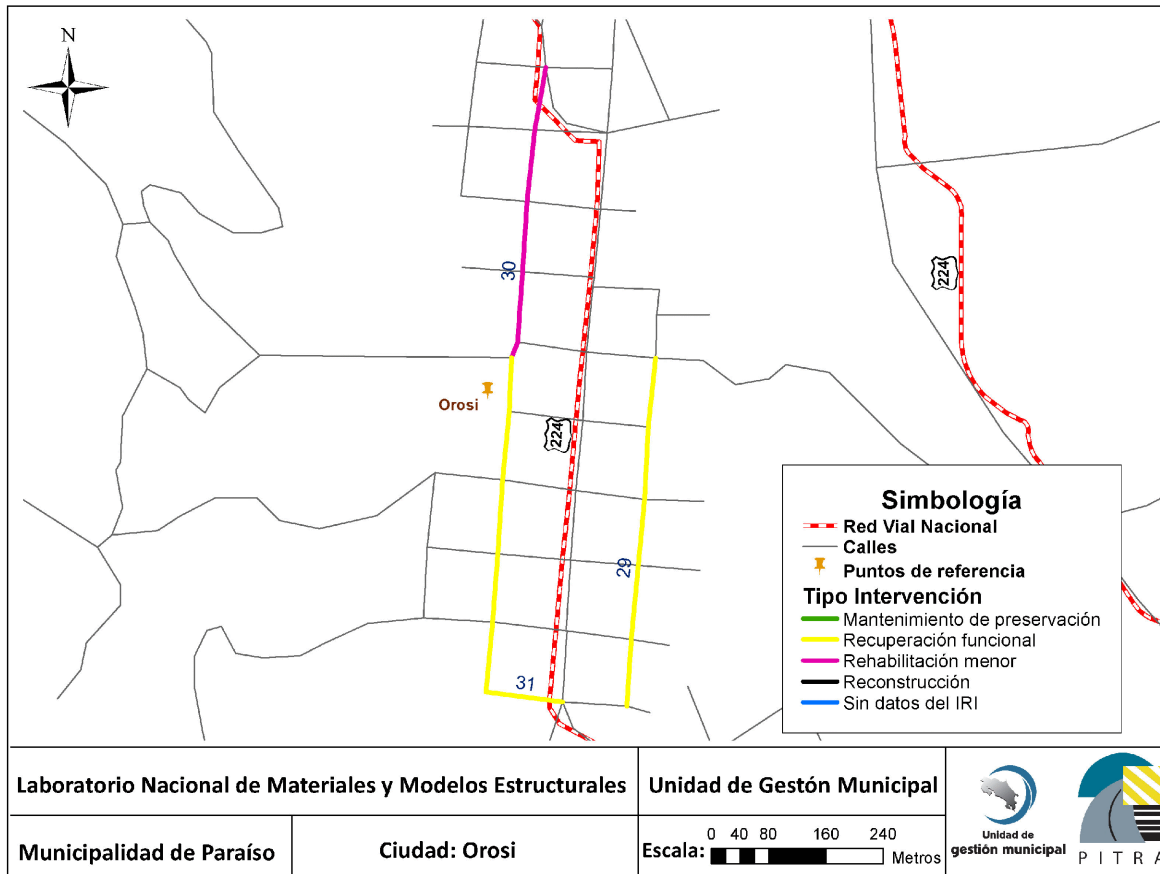 N
30
224
Orosi
224
29
31
Simbología
Red Vial Nacional
Calles
Puntos de referencia
Tipo Intervención
Mantenimiento de preservación
Recuperación funcional
Rehabilitación menor
Reconstrucción
Sin datos del IRI
Laboratorio Nacional de Materiales y Modelos Estructurales
Unidad de Gestión Municipal
Municipalidad de Paraíso
Ciudad: Orosi
Escala: 0 40 80 160 240 Metros
Unidad de
gestión municipal
PITRA